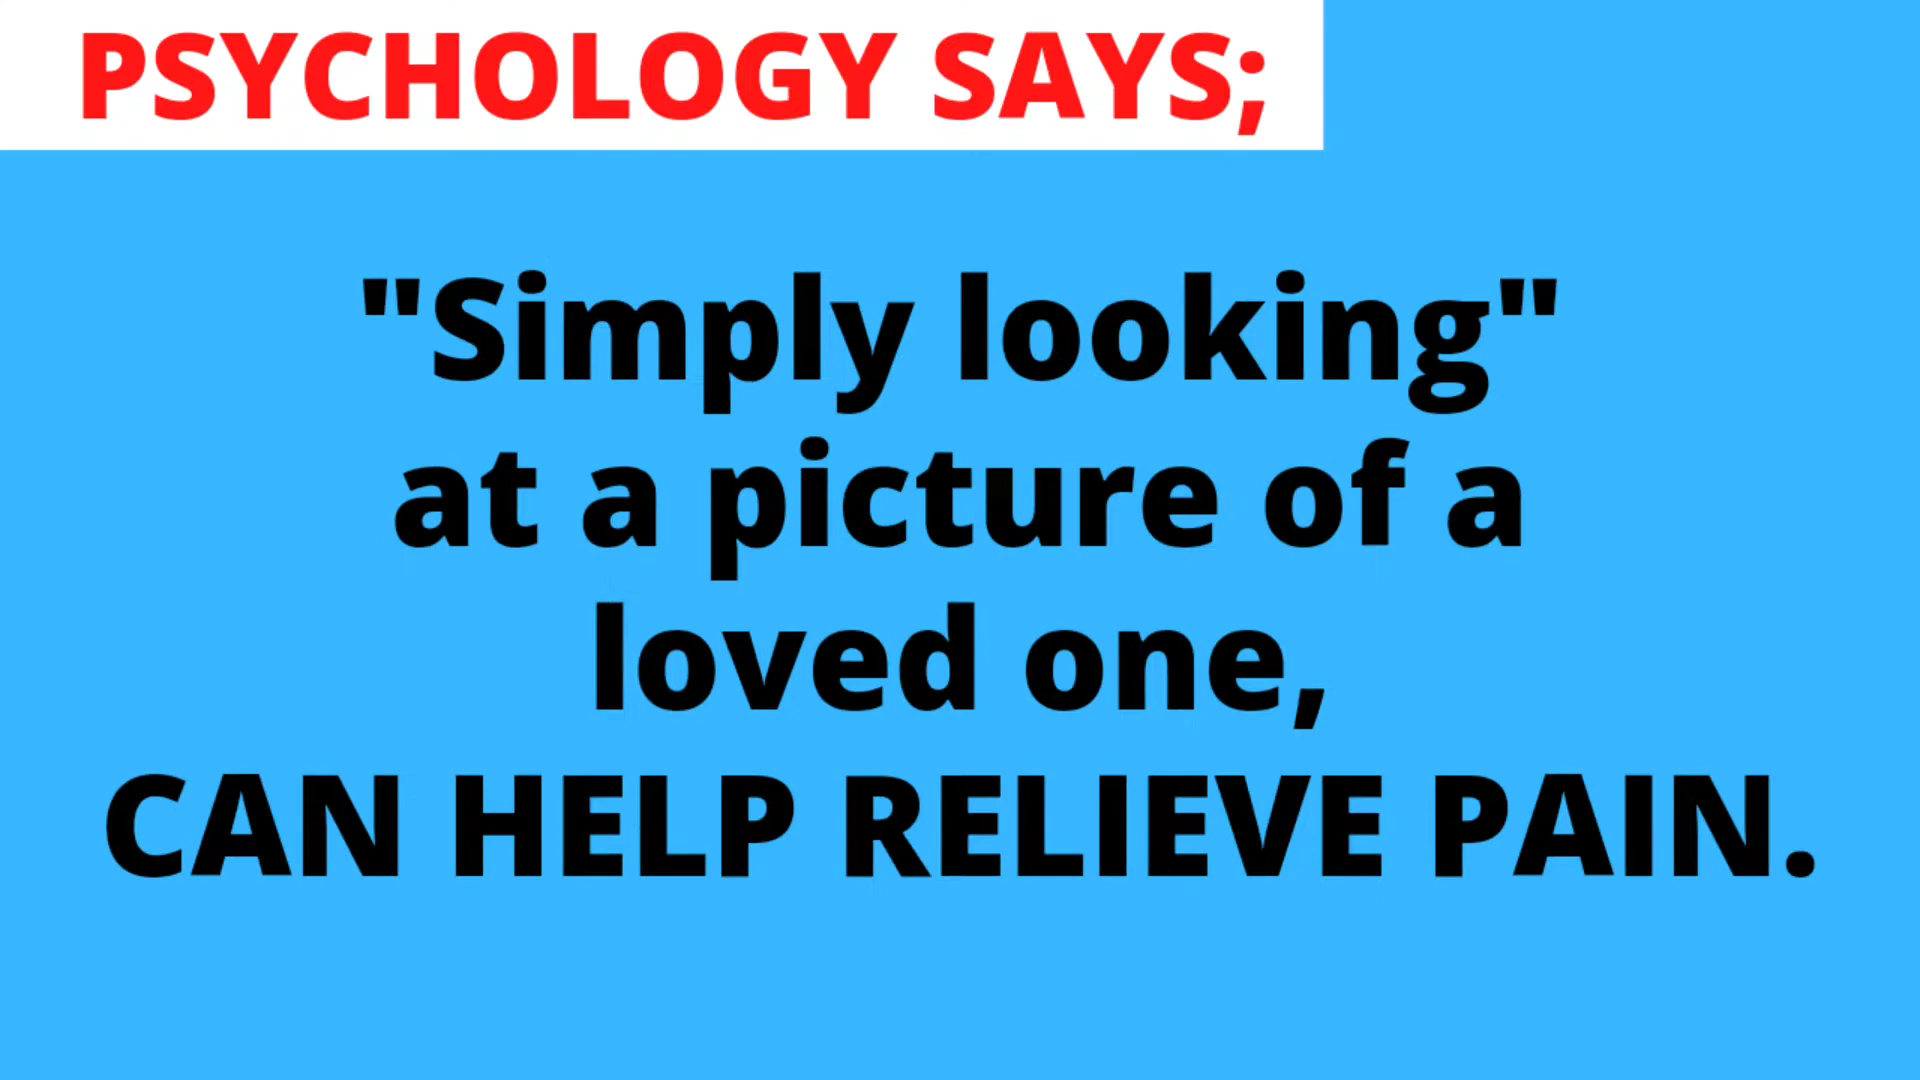 PSYCHOLOGY SAYS;
"Simply looking"
at a picture of a
loved one,
CAN HELP RELIEVE PAIN.